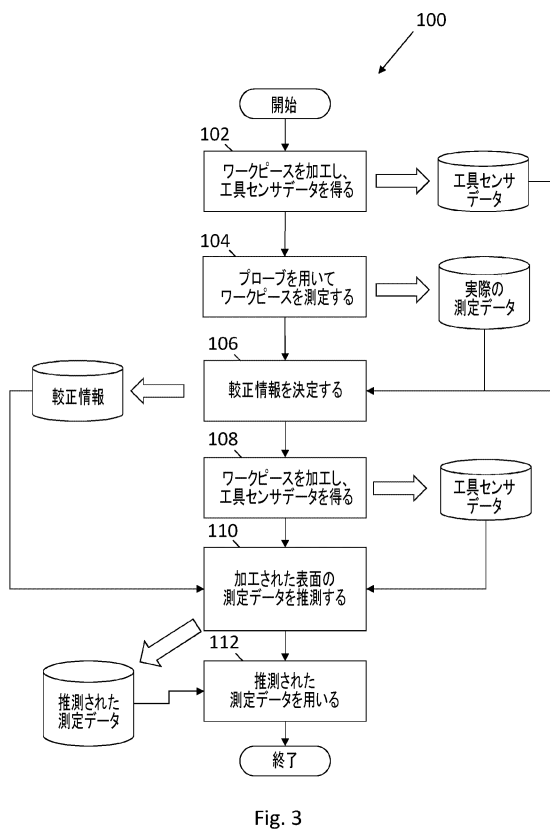 100
開始
102
ワークピースを加工し、
工具センサデータを得る
工具センサ
データ
104
プローブを用いて
ワークピースを測定する
実際の
測定データ
106
較正情報を決定する
較正情報
108
ワークピースを加工し、
工具センサデータを得る
工具センサ
データ
110
加工された表面の
測定データを推測する
112
推測された
測定データを用いる
推測された
測定データ
終了
Fig. 3